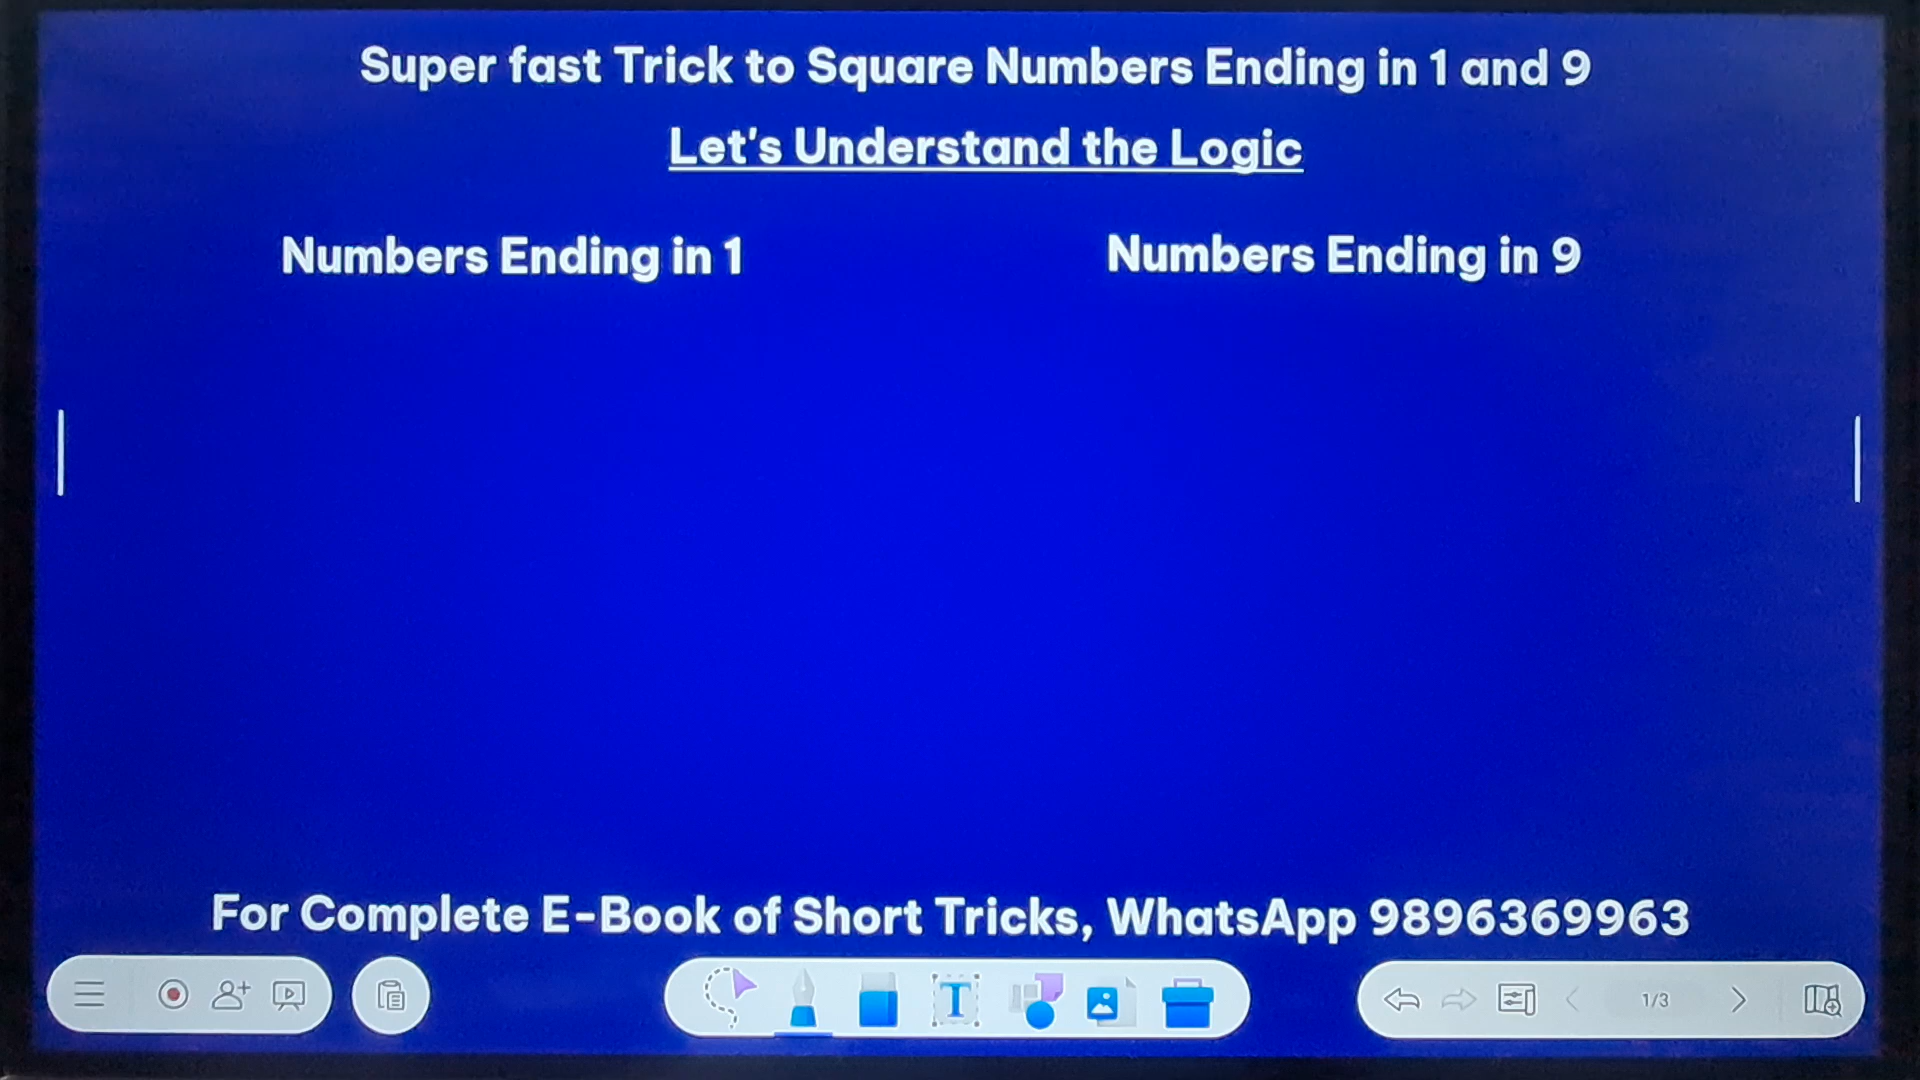 Super fast Trick to Square Numbers Ending in 1 and 9
Let's Understand the Logic
Numbers Ending in 1
Numbers Ending in 9
For Complete E-Book of Short Tricks, WhatsApp 9896369963
T
1/3